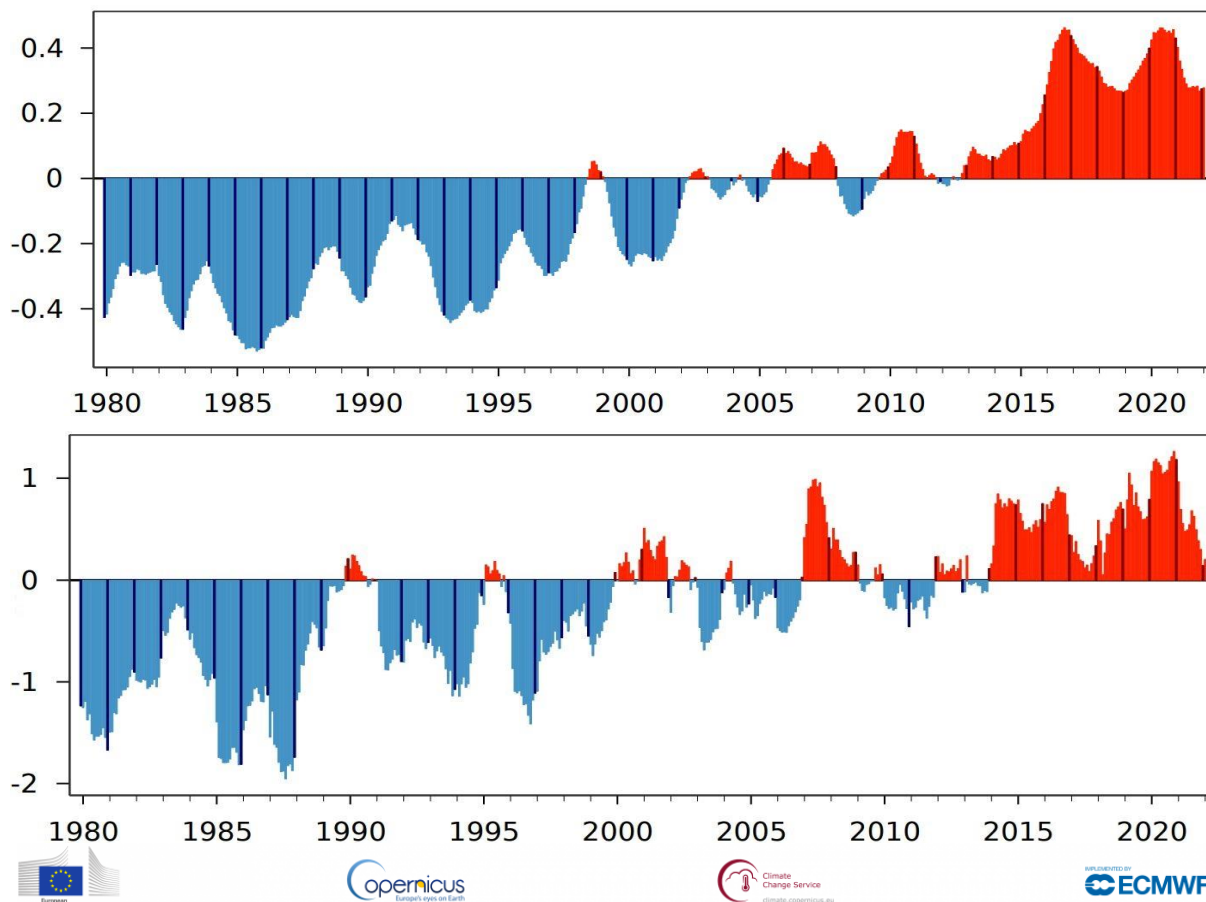 0.4
0.2
0
-0.2
-0.4
1980 1985 1990 1995 2000 2005 2010 2015 2020
1
0
-1
-2
1980 1985 1990 1995 2000 2005 2010 2015 2020
European
opernicus
Europe's eyes on Earth
Climate
Change Service
climate.copernicus.eu
IMPLEMENTED BY
ECMWF